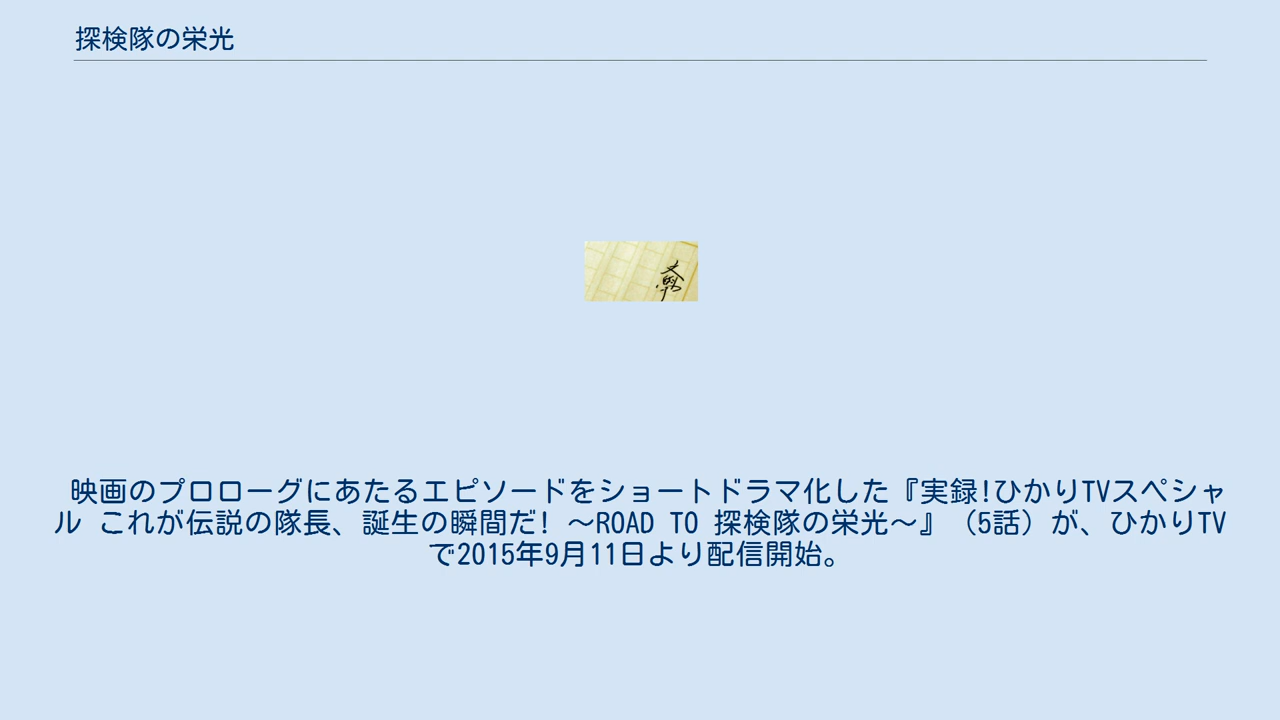 探検隊の栄光
映画のプロローグにあたるエピソードをショートドラマ化した『実録!ひかりTVスペシャ
ル これが伝説の隊長、誕生の瞬間だ! 〜ROAD TO 探検隊の栄光〜』（5話）が、ひかりTV
で2015年9月11日より配信開始。